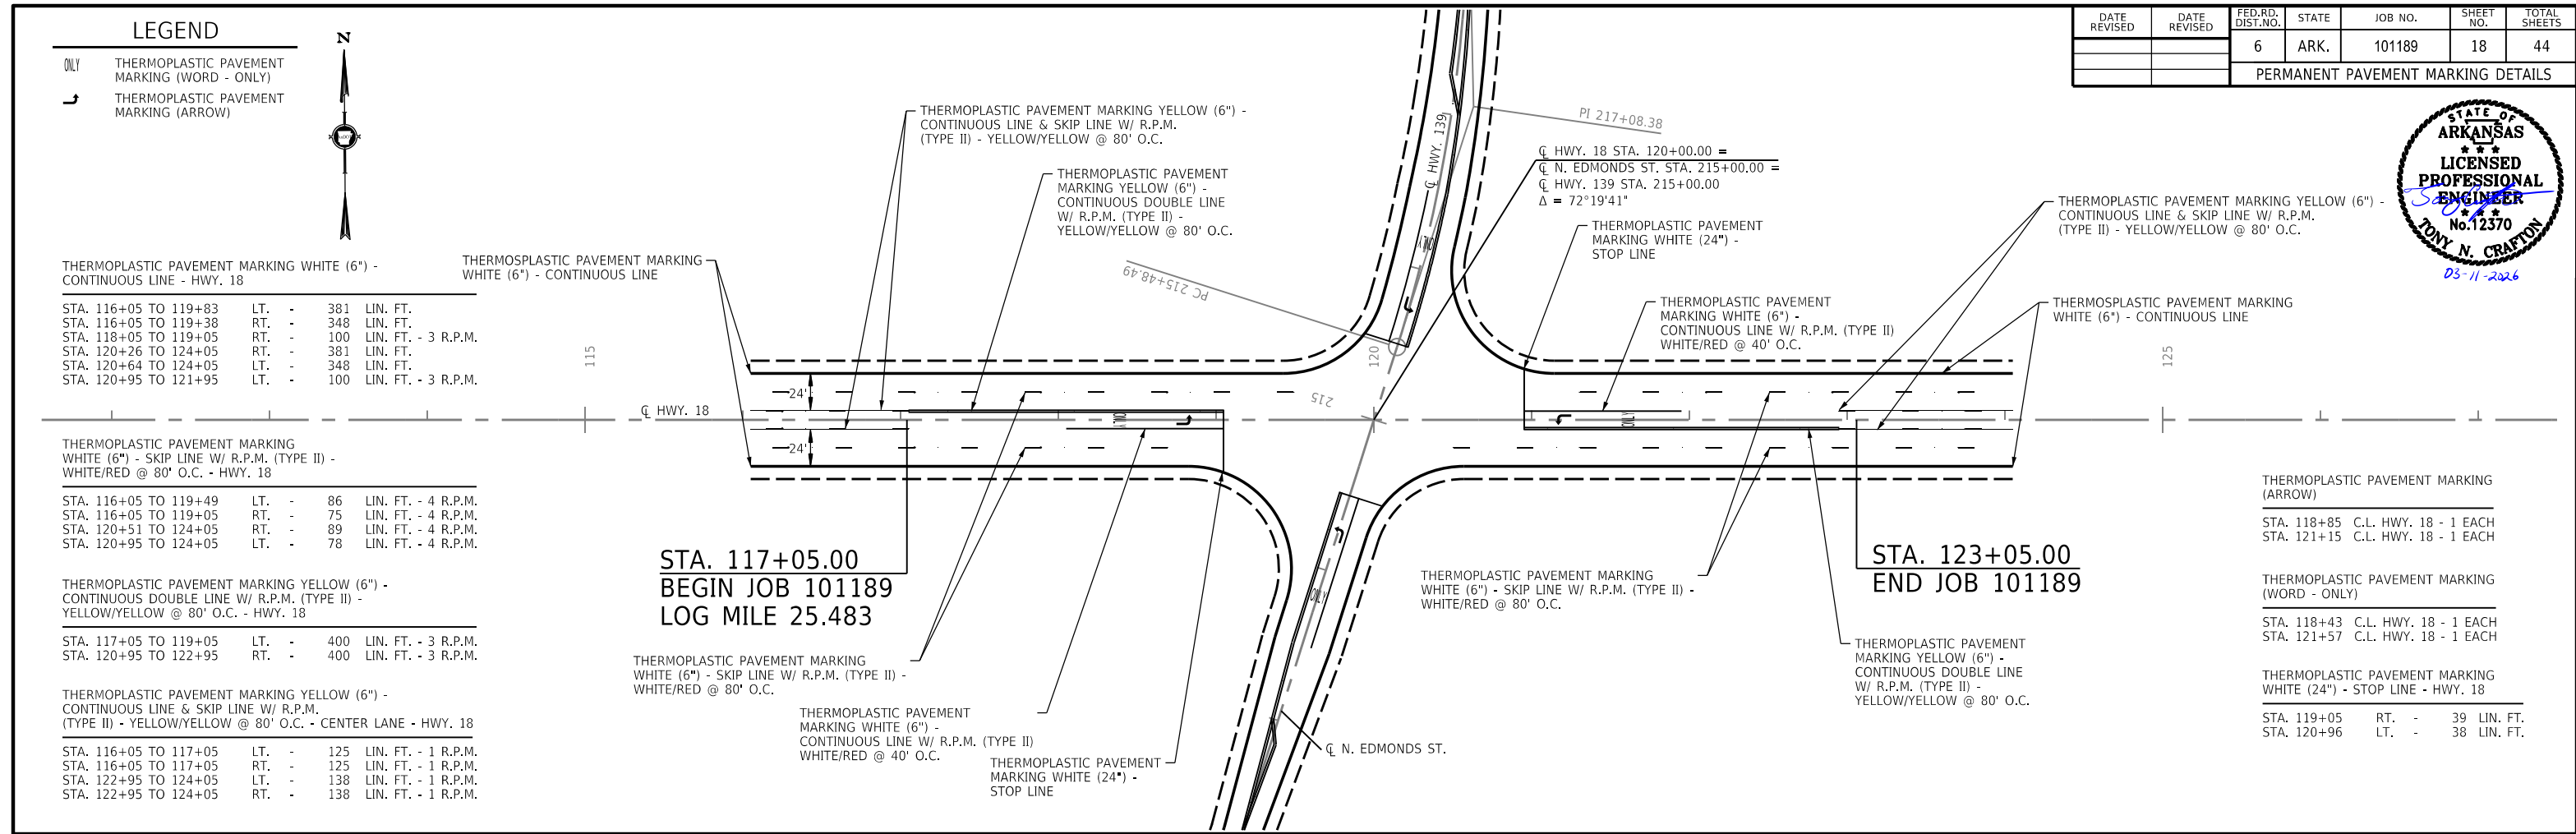 LEGEND
ONLY THERMOPLASTIC PAVEMENT
MARKING (WORD - ONLY)
THERMOPLASTIC PAVEMENT
MARKING (ARROW)
N
DATE REVISED DATE REVISED FED.RD. DIST.NO. STATE JOB NO. SHEET NO. TOTAL SHEETS
6 ARK. 101189 18 44
PERMANENT PAVEMENT MARKING DETAILS
STATE OF
ARKANSAS
★ ★ ★
LICENSED
PROFESSIONAL
ENGINEER
★ ★ ★
No.12370
TONY N. CRAFTON
03-11-2026
THERMOPLASTIC PAVEMENT MARKING WHITE (6") -
CONTINUOUS LINE - HWY. 18
STA. 116+05 TO 119+83 LT. - 381 LIN. FT.
STA. 116+05 TO 119+38 RT. - 348 LIN. FT.
STA. 118+05 TO 119+05 RT. - 100 LIN. FT. - 3 R.P.M.
STA. 120+26 TO 124+05 RT. - 381 LIN. FT.
STA. 120+64 TO 124+05 LT. - 348 LIN. FT.
STA. 120+95 TO 121+95 LT. - 100 LIN. FT. - 3 R.P.M.
THERMOPLASTIC PAVEMENT MARKING
WHITE (6") - SKIP LINE W/ R.P.M. (TYPE II) -
WHITE/RED @ 80' O.C. - HWY. 18
STA. 116+05 TO 119+49 LT. - 86 LIN. FT. - 4 R.P.M.
STA. 116+05 TO 119+05 RT. - 75 LIN. FT. - 4 R.P.M.
STA. 120+51 TO 124+05 RT. - 89 LIN. FT. - 4 R.P.M.
STA. 120+95 TO 124+05 LT. - 78 LIN. FT. - 4 R.P.M.
THERMOPLASTIC PAVEMENT MARKING YELLOW (6") -
CONTINUOUS DOUBLE LINE W/ R.P.M. (TYPE II) -
YELLOW/YELLOW @ 80' O.C. - HWY. 18
STA. 117+05 TO 119+05 LT. - 400 LIN. FT. - 3 R.P.M.
STA. 120+95 TO 122+95 RT. - 400 LIN. FT. - 3 R.P.M.
THERMOPLASTIC PAVEMENT MARKING YELLOW (6") -
CONTINUOUS LINE & SKIP LINE W/ R.P.M.
(TYPE II) - YELLOW/YELLOW @ 80' O.C. - CENTER LANE - HWY. 18
STA. 116+05 TO 117+05 LT. - 125 LIN. FT. - 1 R.P.M.
STA. 116+05 TO 117+05 RT. - 125 LIN. FT. - 1 R.P.M.
STA. 122+95 TO 124+05 LT. - 138 LIN. FT. - 1 R.P.M.
STA. 122+95 TO 124+05 RT. - 138 LIN. FT. - 1 R.P.M.
THERMOSPLASTIC PAVEMENT MARKING
WHITE (6") - CONTINUOUS LINE
THERMOPLASTIC PAVEMENT MARKING YELLOW (6") -
CONTINUOUS LINE & SKIP LINE W/ R.P.M.
(TYPE II) - YELLOW/YELLOW @ 80' O.C.
THERMOPLASTIC PAVEMENT
MARKING YELLOW (6") -
CONTINUOUS DOUBLE LINE
W/ R.P.M. (TYPE II) -
YELLOW/YELLOW @ 80' O.C.
PC 215+48.49
PI 217+08.38
℄ HWY. 139
℄ HWY. 18 STA. 120+00.00 =
℄ N. EDMONDS ST. STA. 215+00.00 =
℄ HWY. 139 STA. 215+00.00
Δ = 72°19'41"
THERMOPLASTIC PAVEMENT
MARKING WHITE (24") -
STOP LINE
THERMOPLASTIC PAVEMENT
MARKING WHITE (6") -
CONTINUOUS LINE W/ R.P.M. (TYPE II)
WHITE/RED @ 40' O.C.
THERMOPLASTIC PAVEMENT MARKING YELLOW (6") -
CONTINUOUS LINE & SKIP LINE W/ R.P.M.
(TYPE II) - YELLOW/YELLOW @ 80' O.C.
THERMOSPLASTIC PAVEMENT MARKING
WHITE (6") - CONTINUOUS LINE
115
120
125
215
℄ HWY. 18
24'
24'
ONLY
ONLY
ONLY
ONLY
STA. 117+05.00
BEGIN JOB 101189
LOG MILE 25.483
STA. 123+05.00
END JOB 101189
THERMOPLASTIC PAVEMENT MARKING
WHITE (6") - SKIP LINE W/ R.P.M. (TYPE II) -
WHITE/RED @ 80' O.C.
THERMOPLASTIC PAVEMENT
MARKING WHITE (6") -
CONTINUOUS LINE W/ R.P.M. (TYPE II)
WHITE/RED @ 40' O.C.
THERMOPLASTIC PAVEMENT
MARKING WHITE (24") -
STOP LINE
℄ N. EDMONDS ST.
THERMOPLASTIC PAVEMENT MARKING
WHITE (6") - SKIP LINE W/ R.P.M. (TYPE II) -
WHITE/RED @ 80' O.C.
THERMOPLASTIC PAVEMENT
MARKING YELLOW (6") -
CONTINUOUS DOUBLE LINE
W/ R.P.M. (TYPE II) -
YELLOW/YELLOW @ 80' O.C.
THERMOPLASTIC PAVEMENT MARKING
(ARROW)
STA. 118+85 C.L. HWY. 18 - 1 EACH
STA. 121+15 C.L. HWY. 18 - 1 EACH
THERMOPLASTIC PAVEMENT MARKING
(WORD - ONLY)
STA. 118+43 C.L. HWY. 18 - 1 EACH
STA. 121+57 C.L. HWY. 18 - 1 EACH
THERMOPLASTIC PAVEMENT MARKING
WHITE (24") - STOP LINE - HWY. 18
STA. 119+05 RT. - 39 LIN. FT.
STA. 120+96 LT. - 38 LIN. FT.